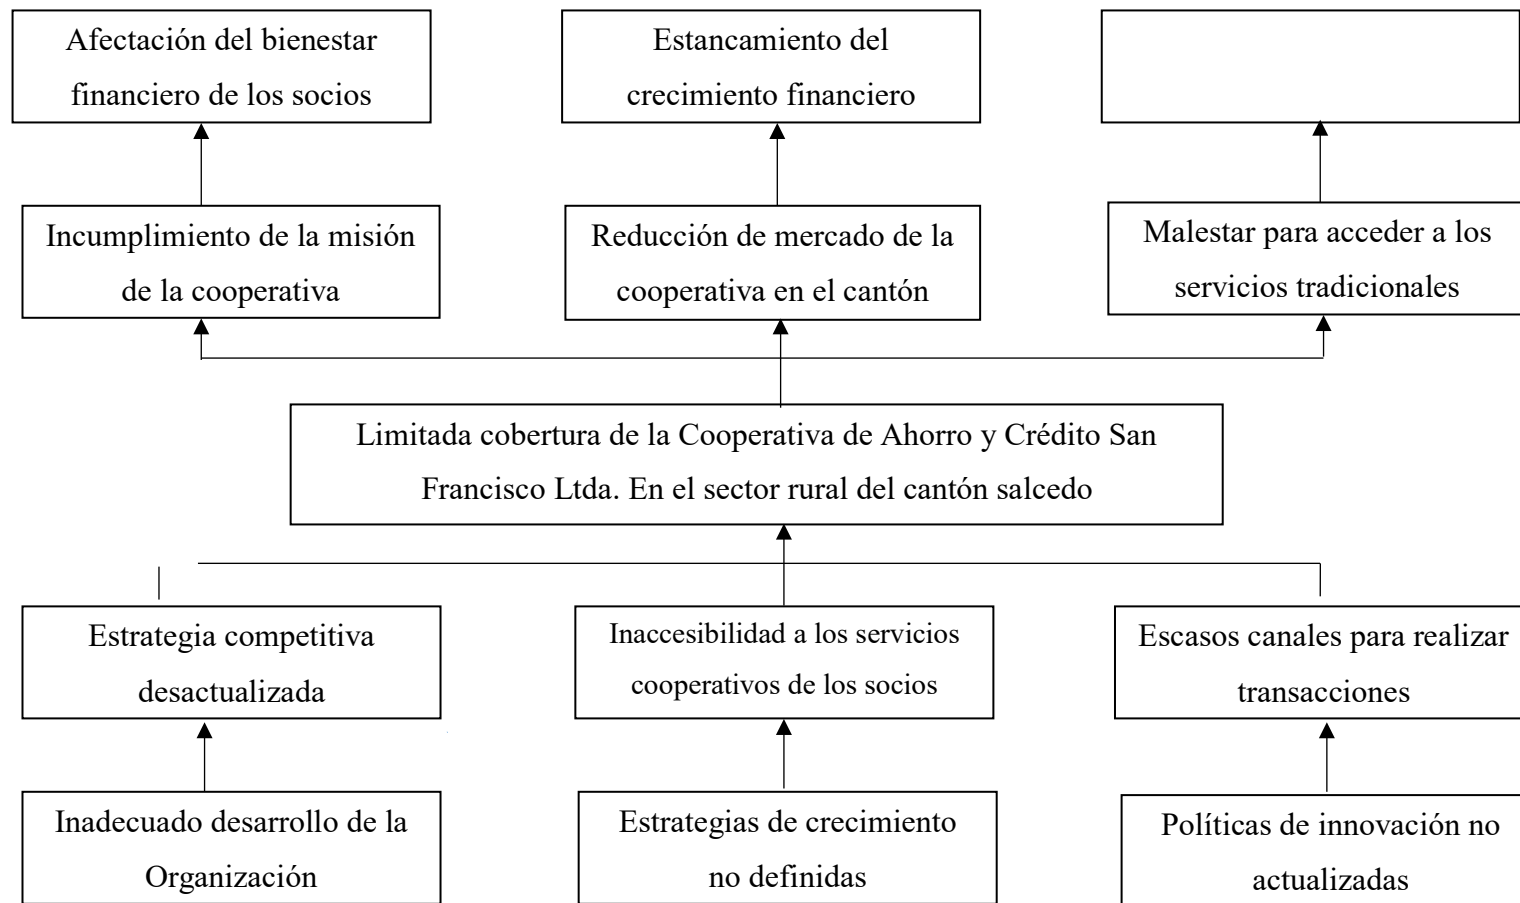 Afectación del bienestar
financiero de los socios
Estancamiento del
crecimiento financiero
Incumplimiento de la misión
de la cooperativa
Reducción de mercado de la
cooperativa en el cantón
Malestar para acceder a los
servicios tradicionales
Limitada cobertura de la Cooperativa de Ahorro y Crédito San
Francisco Ltda. En el sector rural del cantón salcedo
Estrategia competitiva
desactualizada
Inaccesibilidad a los servicios
cooperativos de los socios
Escasos canales para realizar
transacciones
Inadecuado desarrollo de la
Organización
Estrategias de crecimiento
no definidas
Políticas de innovación no
actualizadas